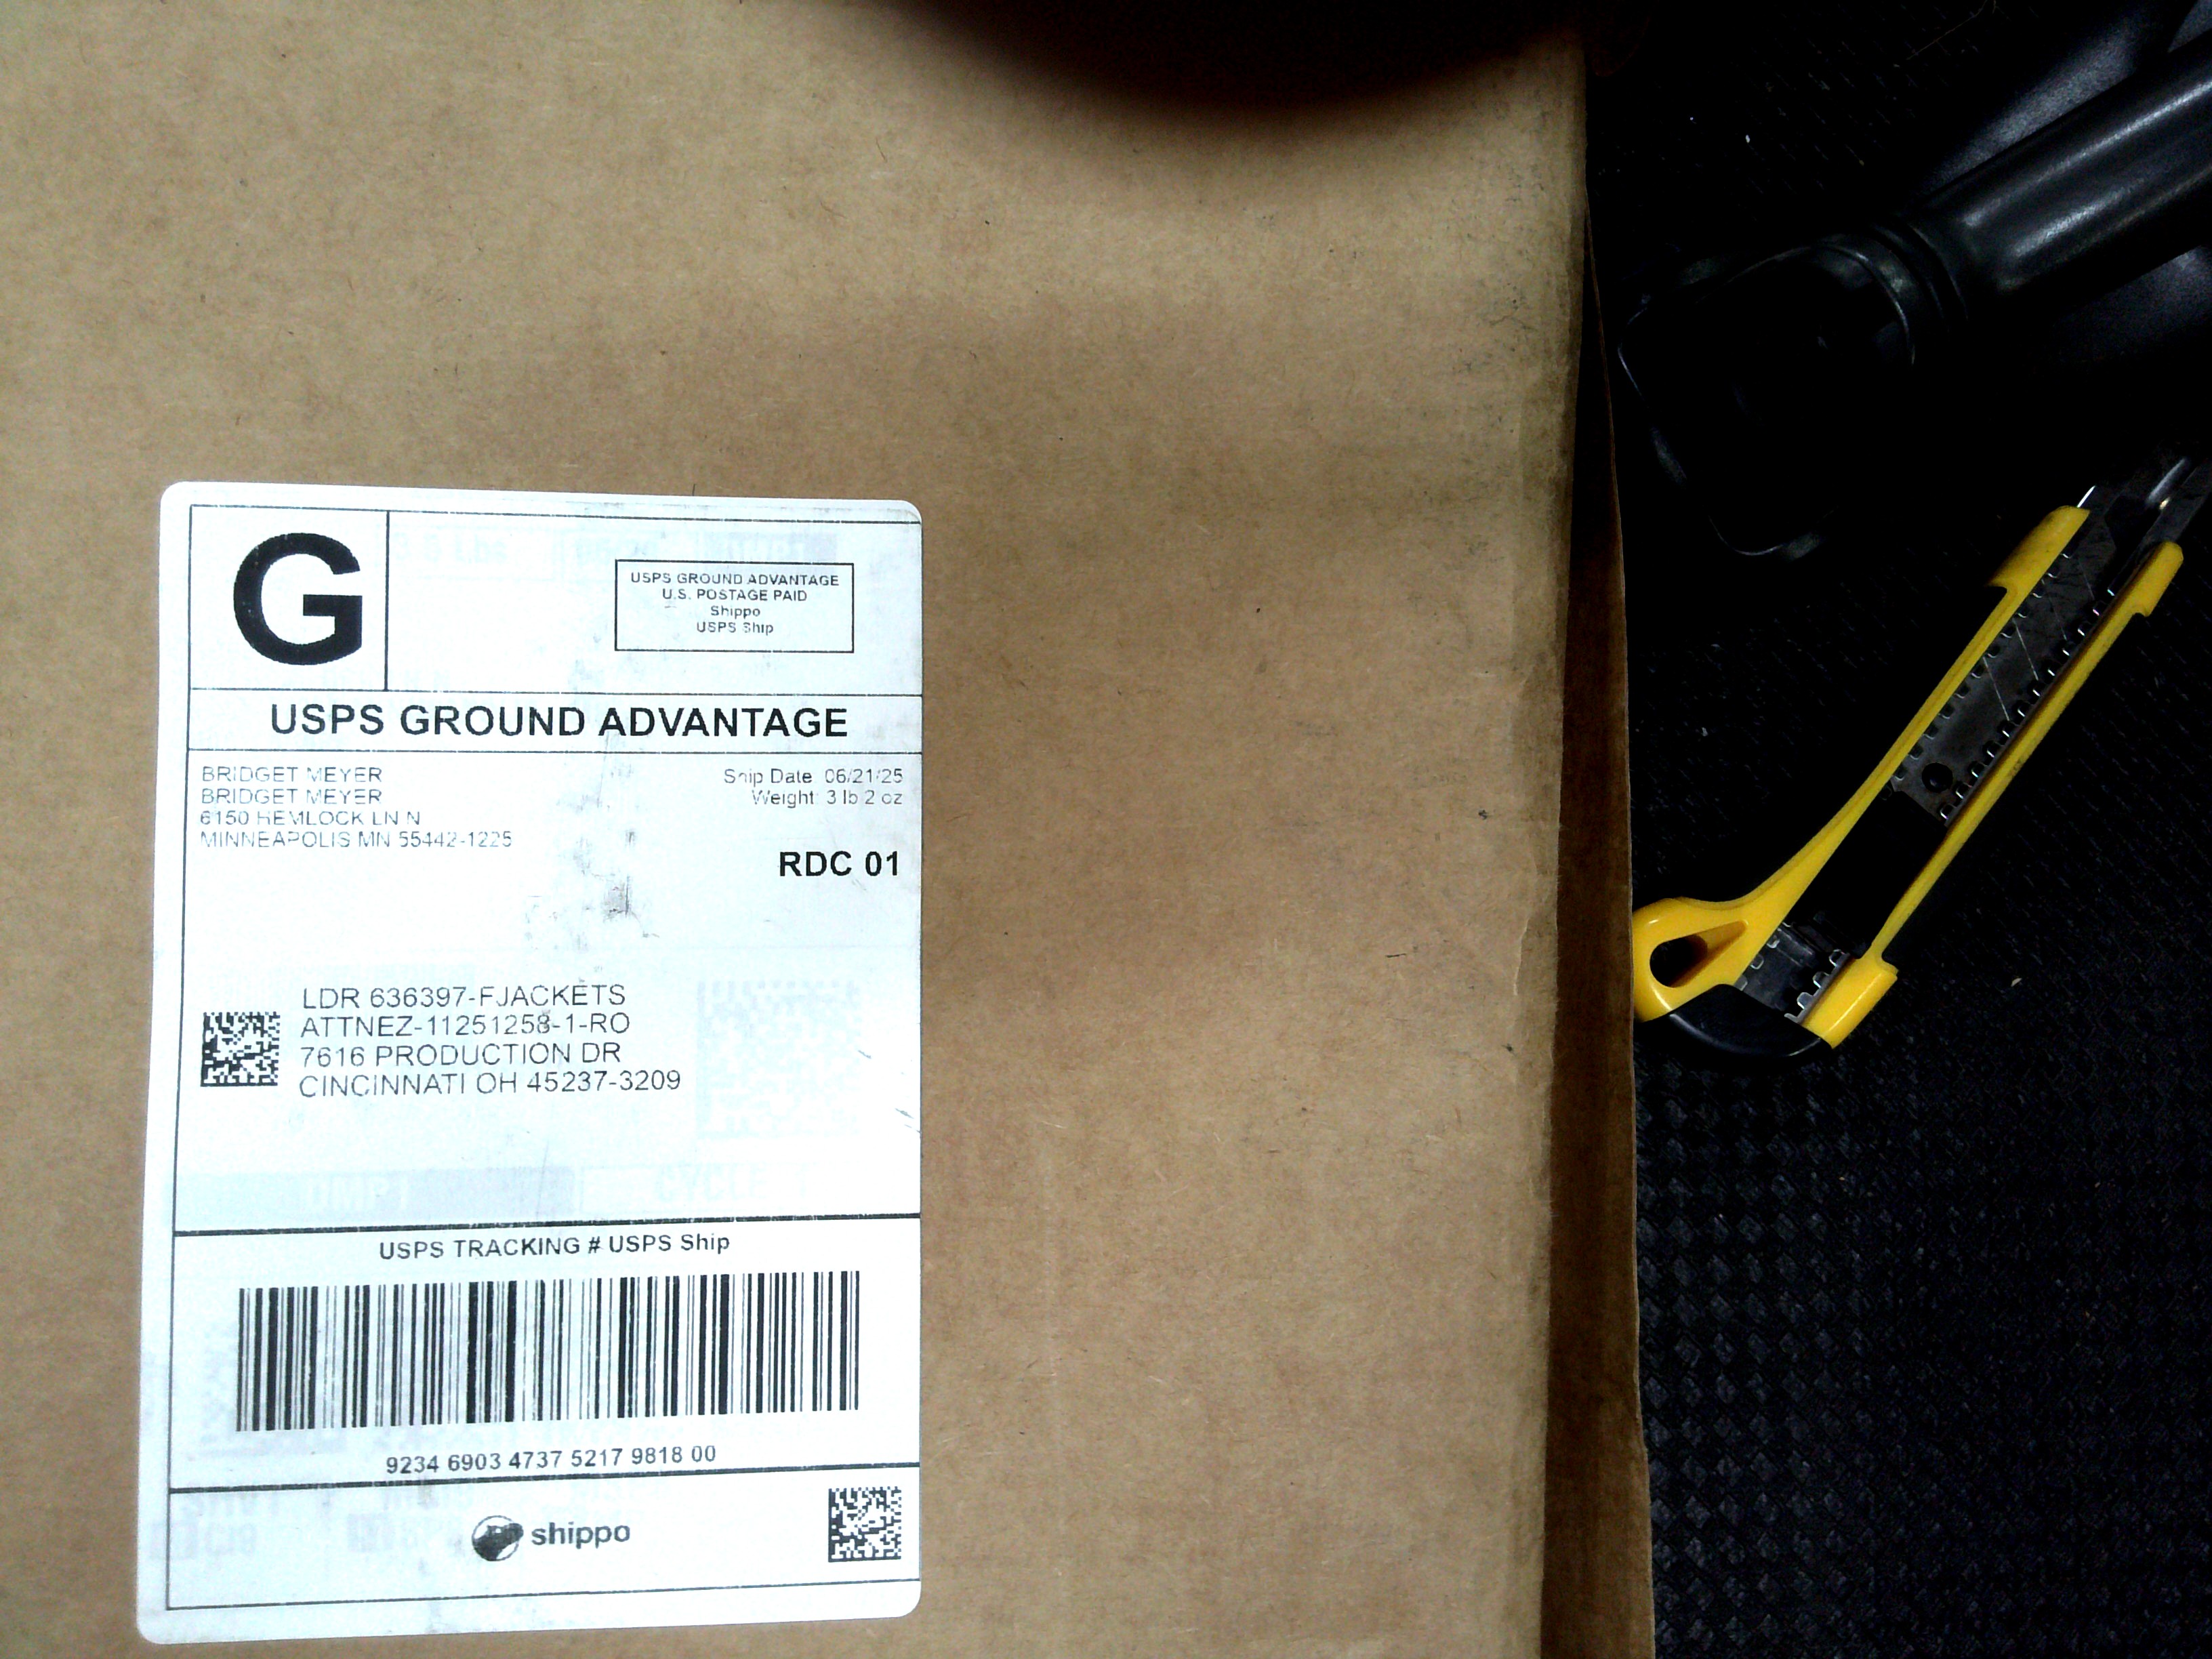 G
USPS GROUND ADVANTAGE
U.S. POSTAGE PAID
Shippo
USPS Ship
USPS GROUND ADVANTAGE
BRIDGET MEYER
BRIDGET MEYER
6150 HEMLOCK LN N
MINNEAPOLIS MN 55442-1225
Ship Date 06/21/25
Weight: 3 lb 2 oz
RDC 01
LDR 636397-FJACKETS
ATTNEZ-11251258-1-RO
7616 PRODUCTION DR
CINCINNATI OH 45237-3209
USPS TRACKING # USPS Ship
9234 6903 4737 5217 9818 00
shippo